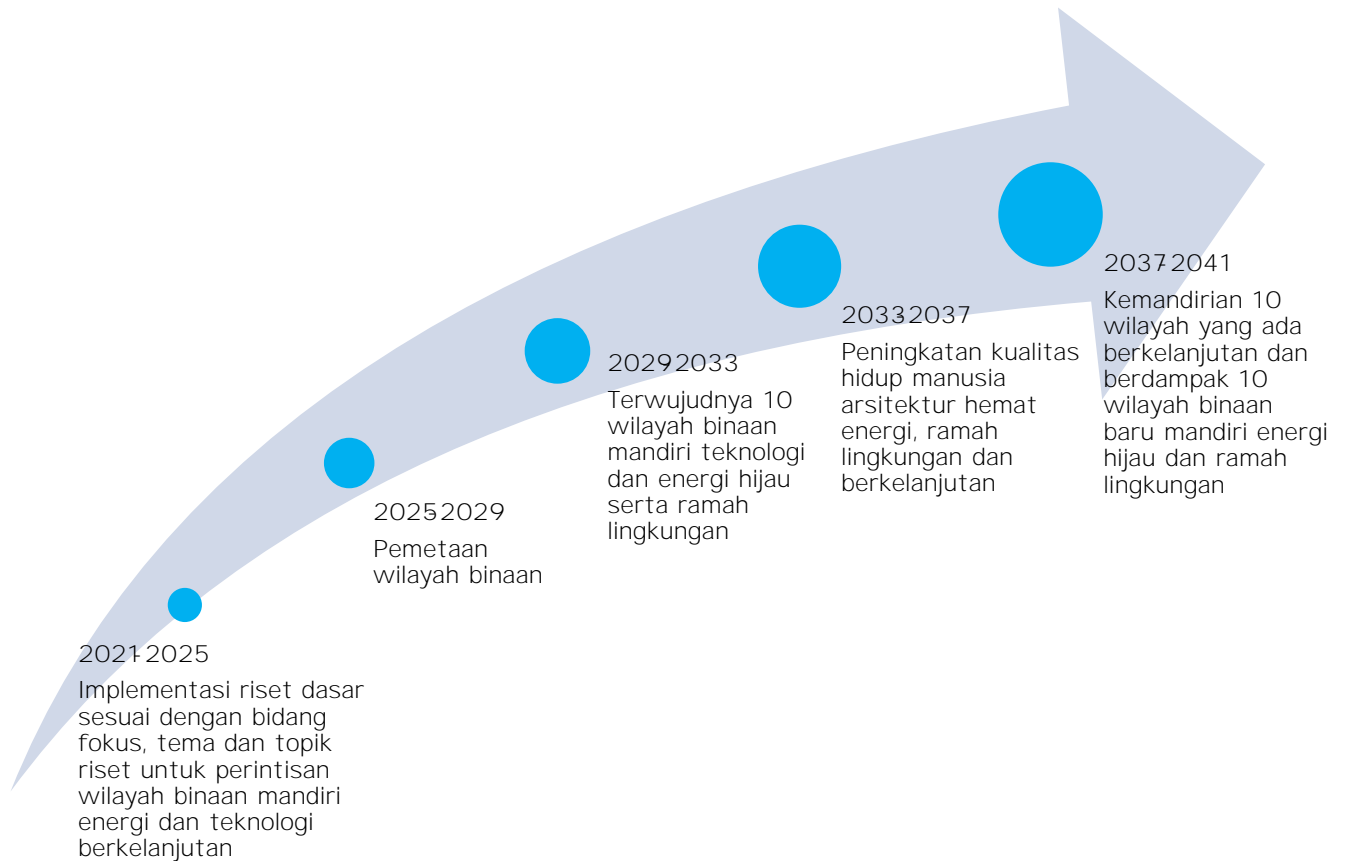 2021-2025
Implementasi riset dasar
sesuai dengan bidang
fokus, tema dan topik
riset untuk perintisan
wilayah binaan mandiri
energi dan teknologi
berkelanjutan
2025-2029
Pemetaan
wilayah binaan
2029-2033
Terwujudnya 10
wilayah binaan
mandiri teknologi
dan energi hijau
serta ramah
lingkungan
2033-2037
Peningkatan kualitas
hidup manusia
arsitektur hemat
energi, ramah
lingkungan dan
berkelanjutan
2037-2041
Kemandirian 10
wilayah yang ada
berkelanjutan dan
berdampak 10
wilayah binaan
baru mandiri energi
hijau dan ramah
lingkungan